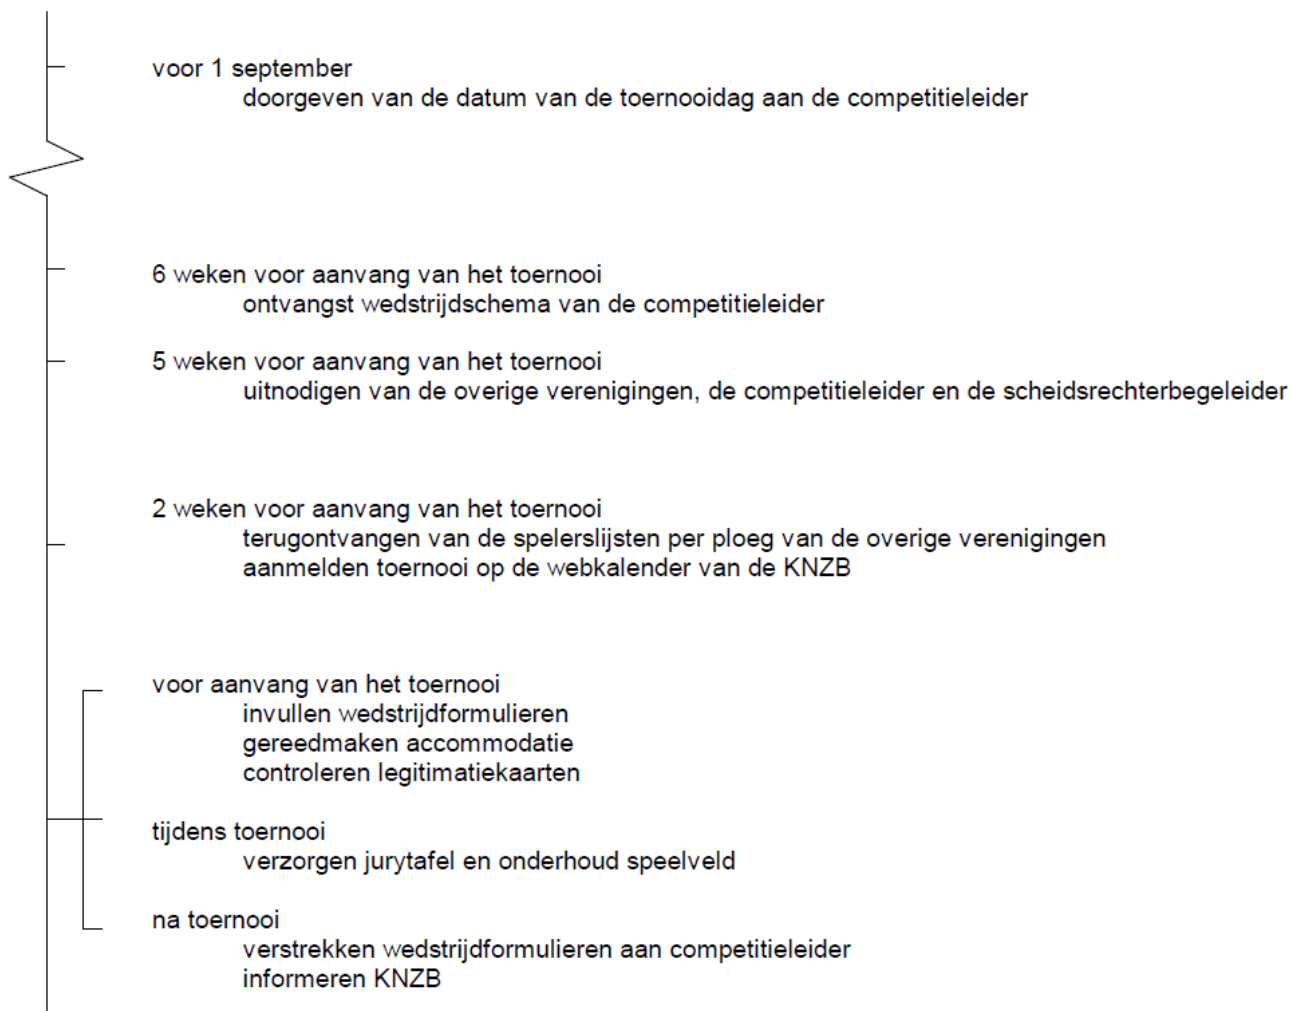 voor 1 september
doorgeven van de datum van de toernooidag aan de competitieleider
6 weken voor aanvang van het toernooi
ontvangst wedstrijdschema van de competitieleider
5 weken voor aanvang van het toernooi
uitnodigen van de overige verenigingen, de competitieleider en de scheidsrechterbegeleider
2 weken voor aanvang van het toernooi
terugontvangen van de spelerslijsten per ploeg van de overige verenigingen
aanmelden toernooi op de webkalender van de KNZB
voor aanvang van het toernooi
invullen wedstrijdformulieren
gereedmaken accommodatie
controleren legitimatiekaarten
tijdens toernooi
verzorgen jurytafel en onderhoud speelveld
na toernooi
verstrekken wedstrijdformulieren aan competitieleider
informeren KNZB